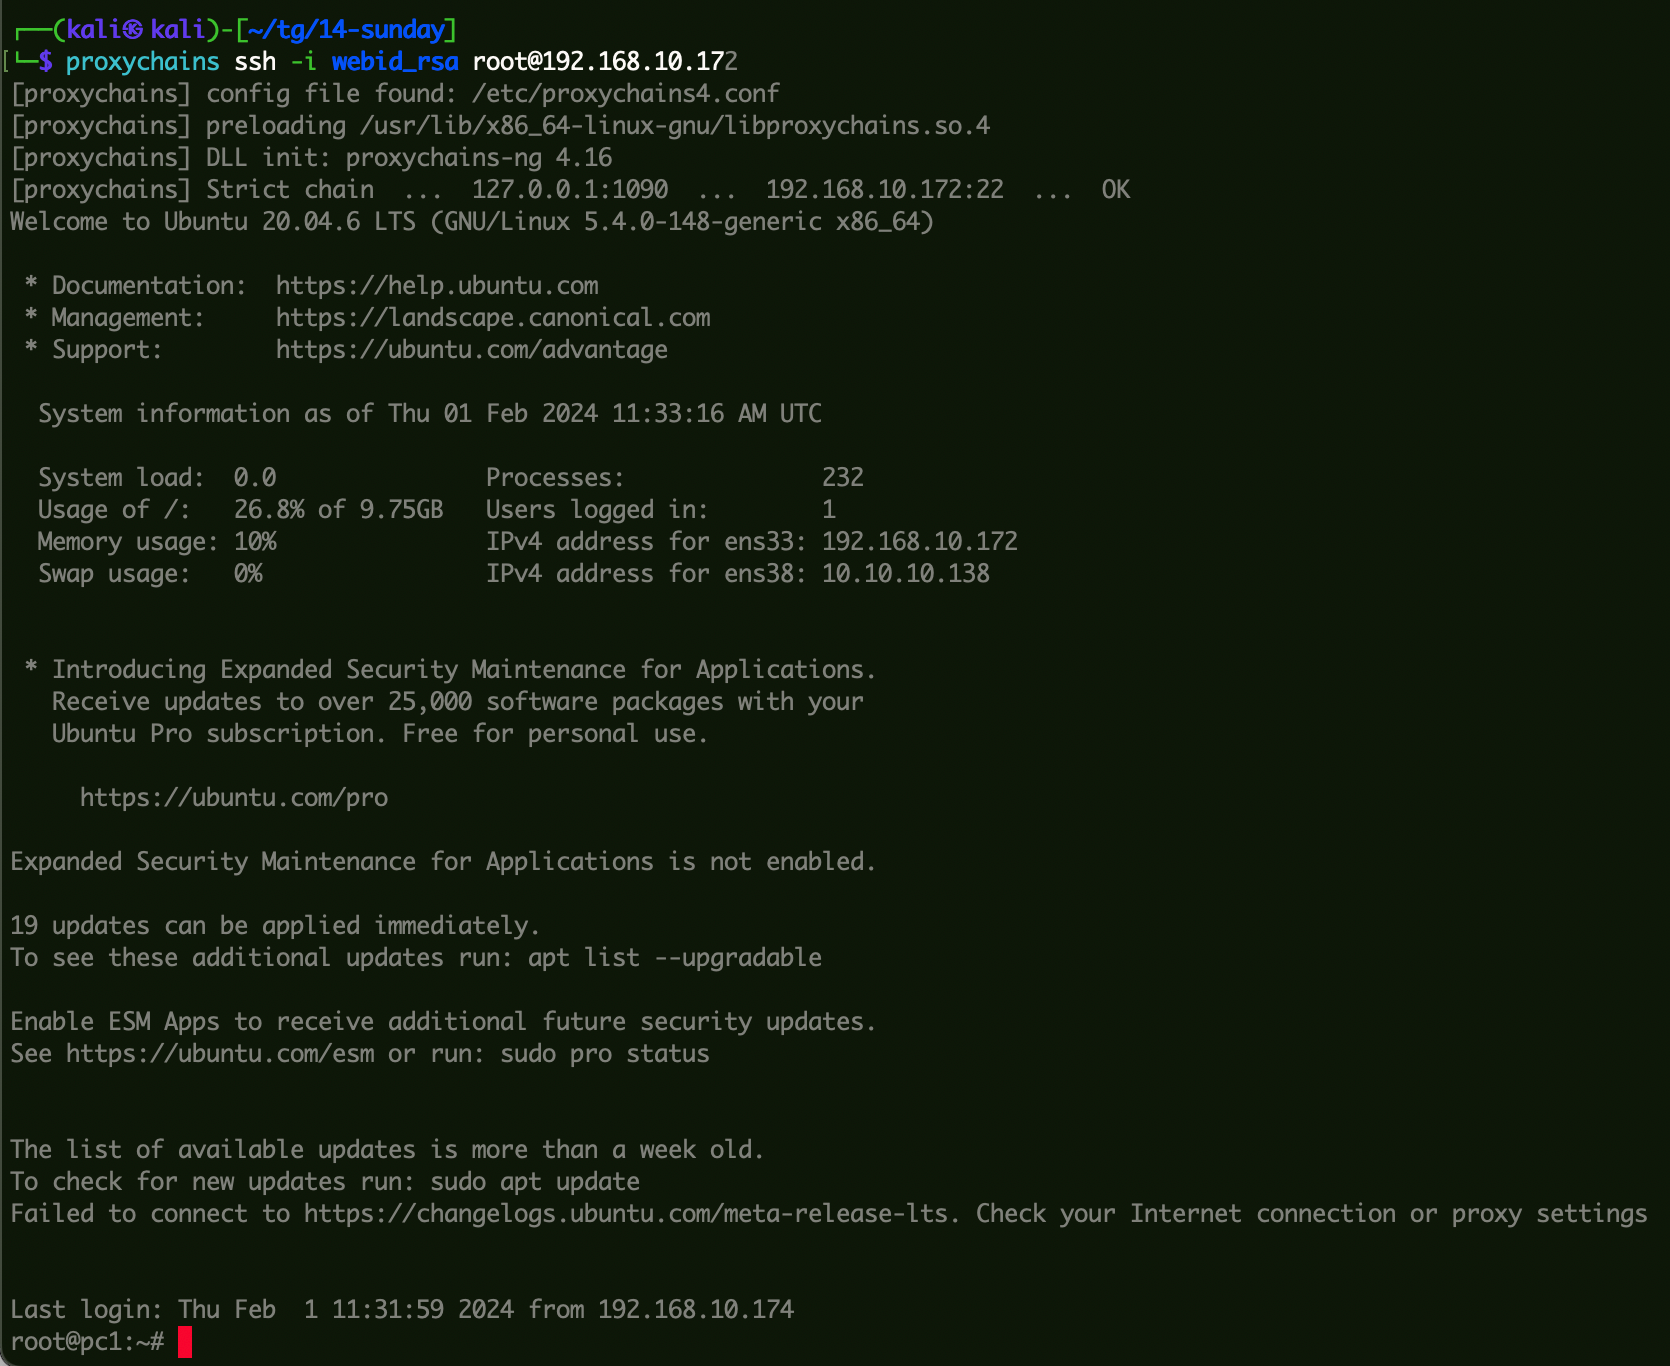 ┌──(kali㉿kali)-[~/tg/14-sunday]
└─$ proxychains ssh -i webid_rsa root@192.168.10.172
[proxychains] config file found: /etc/proxychains4.conf
[proxychains] preloading /usr/lib/x86_64-linux-gnu/libproxychains.so.4
[proxychains] DLL init: proxychains-ng 4.16
[proxychains] Strict chain  ...  127.0.0.1:1090  ...  192.168.10.172:22  ...  OK
Welcome to Ubuntu 20.04.6 LTS (GNU/Linux 5.4.0-148-generic x86_64)

 * Documentation:  https://help.ubuntu.com
 * Management:     https://landscape.canonical.com
 * Support:        https://ubuntu.com/advantage

  System information as of Thu 01 Feb 2024 11:33:16 AM UTC

  System load:  0.0               Processes:              232
  Usage of /:   26.8% of 9.75GB   Users logged in:        1
  Memory usage: 10%               IPv4 address for ens33: 192.168.10.172
  Swap usage:   0%                IPv4 address for ens38: 10.10.10.138

 * Introducing Expanded Security Maintenance for Applications.
   Receive updates to over 25,000 software packages with your
   Ubuntu Pro subscription. Free for personal use.

     https://ubuntu.com/pro

Expanded Security Maintenance for Applications is not enabled.

19 updates can be applied immediately.
To see these additional updates run: apt list --upgradable

Enable ESM Apps to receive additional future security updates.
See https://ubuntu.com/esm or run: sudo pro status

The list of available updates is more than a week old.
To check for new updates run: sudo apt update
Failed to connect to https://changelogs.ubuntu.com/meta-release-lts. Check your Internet connection or proxy settings

Last login: Thu Feb  1 11:31:59 2024 from 192.168.10.174
root@pc1:~#